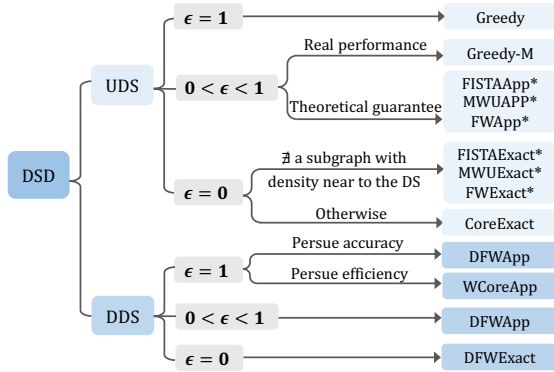 ϵ = 1
Greedy
Real performance
Greedy-M
UDS
0 < ϵ < 1
Theoretical guarantee
FISTAApp*
MWUAPP*
FWApp*
DSD
∄ a subgraph with
density near to the DS
FISTAExact*
MWUExact*
FWExact*
ϵ = 0
Otherwise
CoreExact
Persue accuracy
DFWApp
ϵ = 1
Persue efficiency
WCoreApp
DDS
0 < ϵ < 1
DFWApp
ϵ = 0
DFWExact